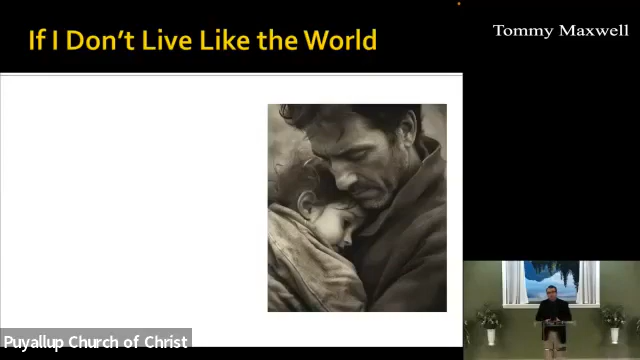 If I Don't Live Like the World
Tommy Maxwell
Puyallup Church of Christ